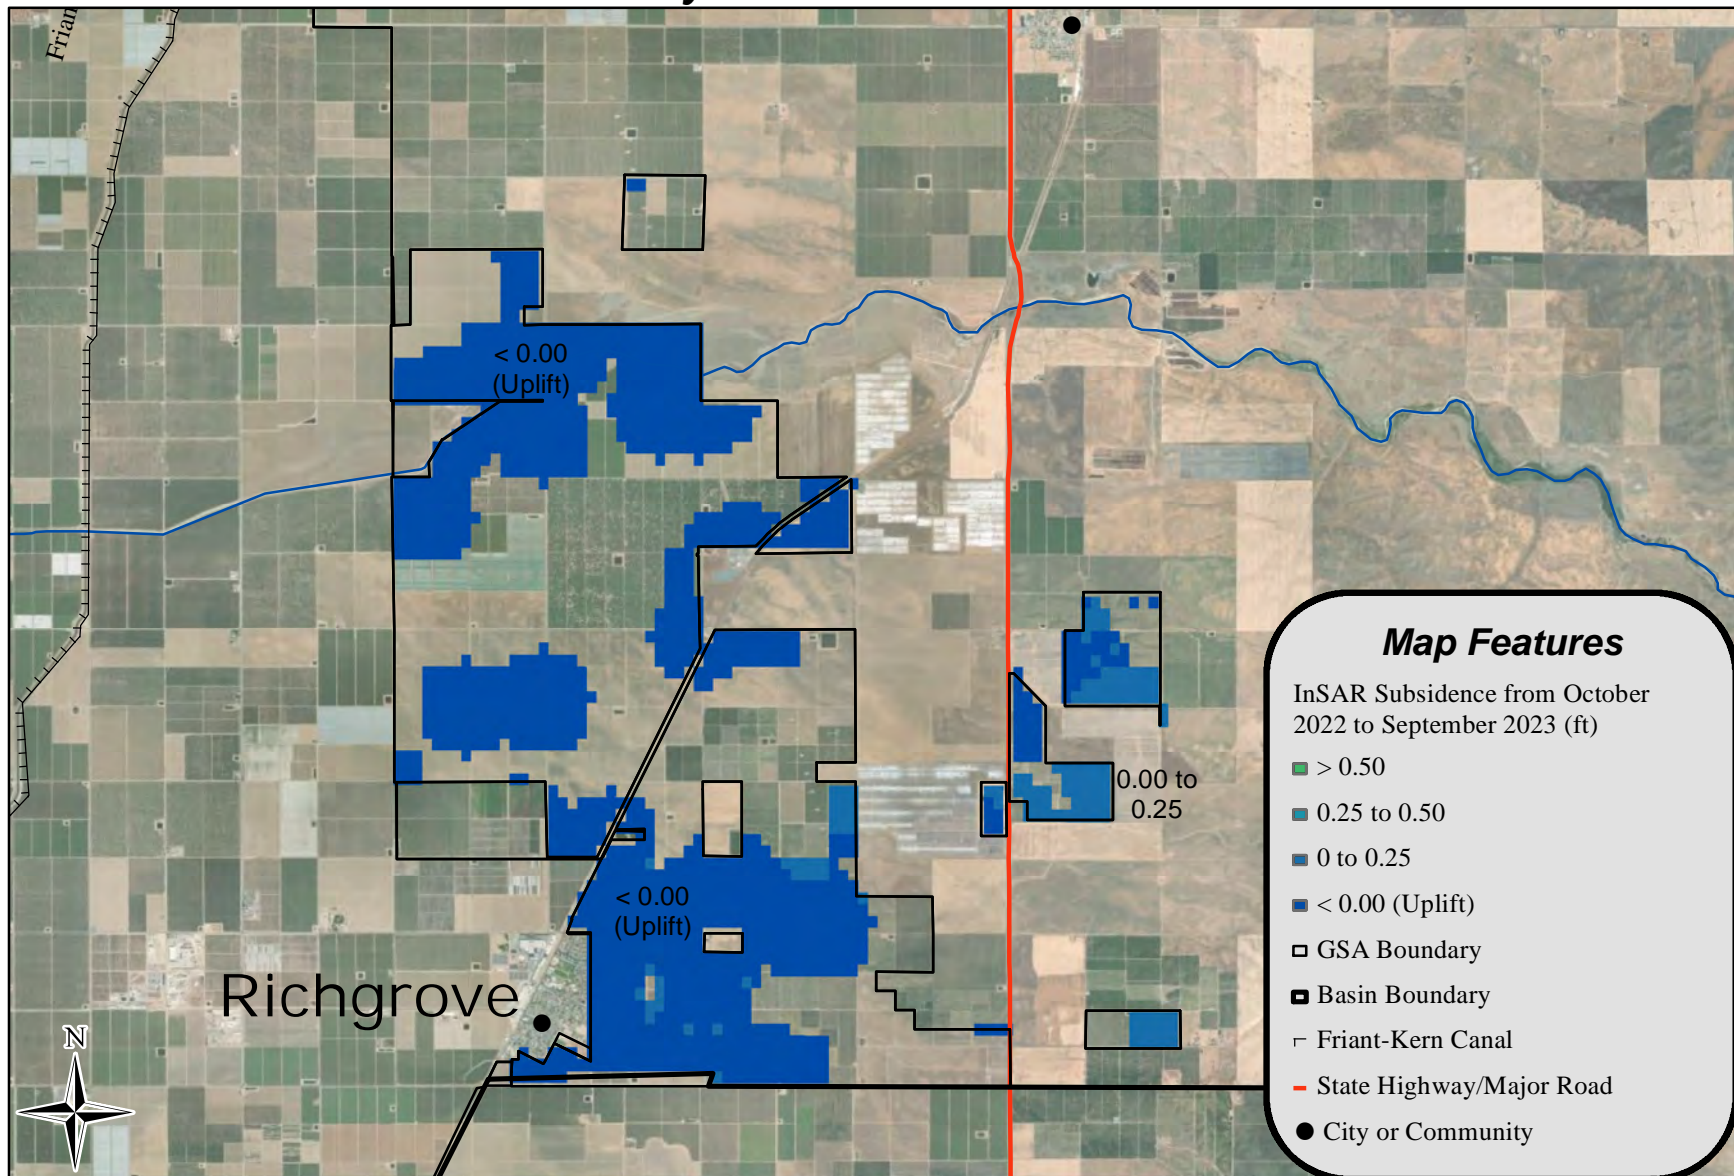 Frian
< 0.00
(Uplift)
0.00 to
0.25
< 0.00
(Uplift)
Richgrove
N
Map Features
InSAR Subsidence from October
2022 to September 2023 (ft)
> 0.50
0.25 to 0.50
0 to 0.25
< 0.00 (Uplift)
GSA Boundary
Basin Boundary
Friant-Kern Canal
State Highway/Major Road
City or Community